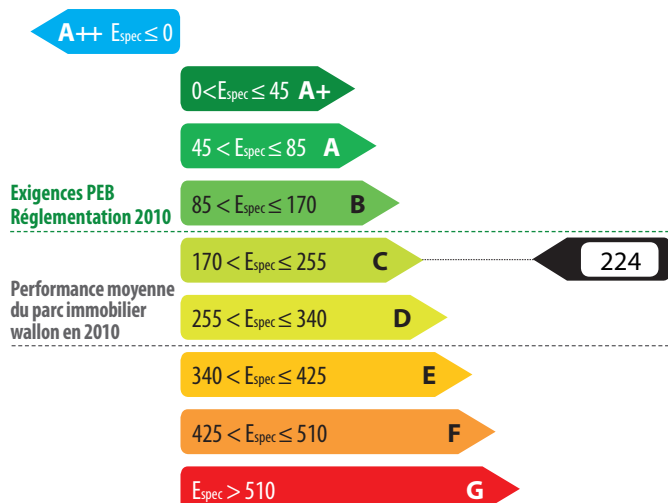 A++ Espec ≤ 0
0<Espec ≤ 45 A+
45 < Espec ≤ 85 A
Exigences PEB
Réglementation 2010
85 < Espec ≤ 170 B
170 < Espec ≤ 255 C
224
Performance moyenne
du parc immobilier
wallon en 2010
255 < Espec ≤ 340 D
340 < Espec ≤ 425 E
425 < Espec ≤ 510 F
Espec > 510 G